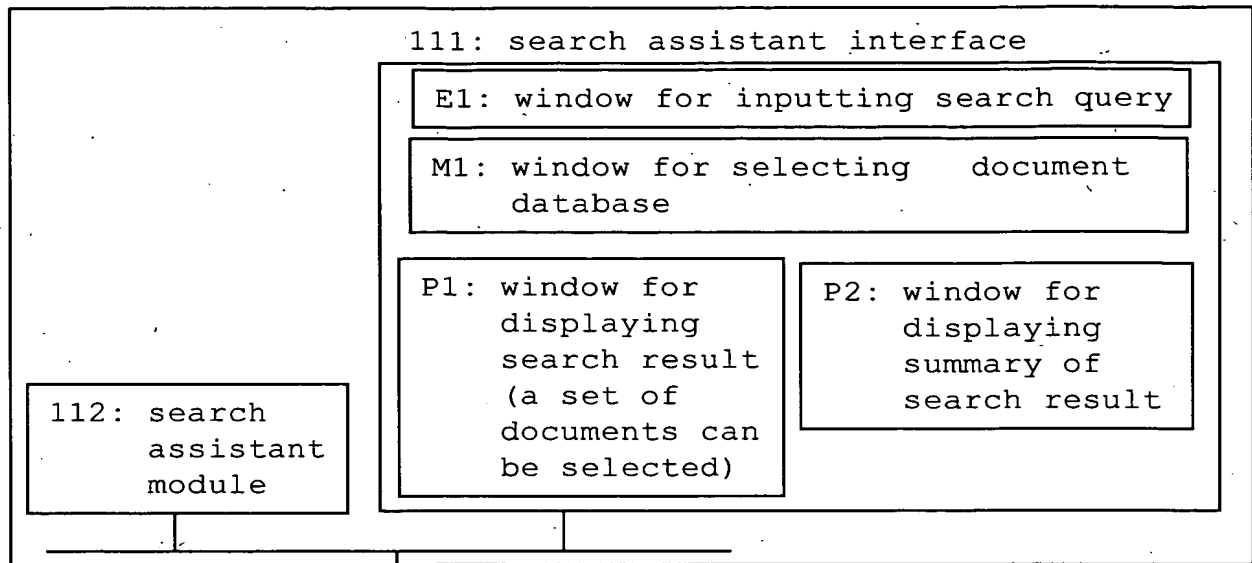 111: search assistant interface
E1: window for inputting search query
M1: window for selecting document
database
P1: window for
displaying
search result
(a set of
documents can
be selected)
P2: window for
displaying
summary of
search result
112: search
assistant
module